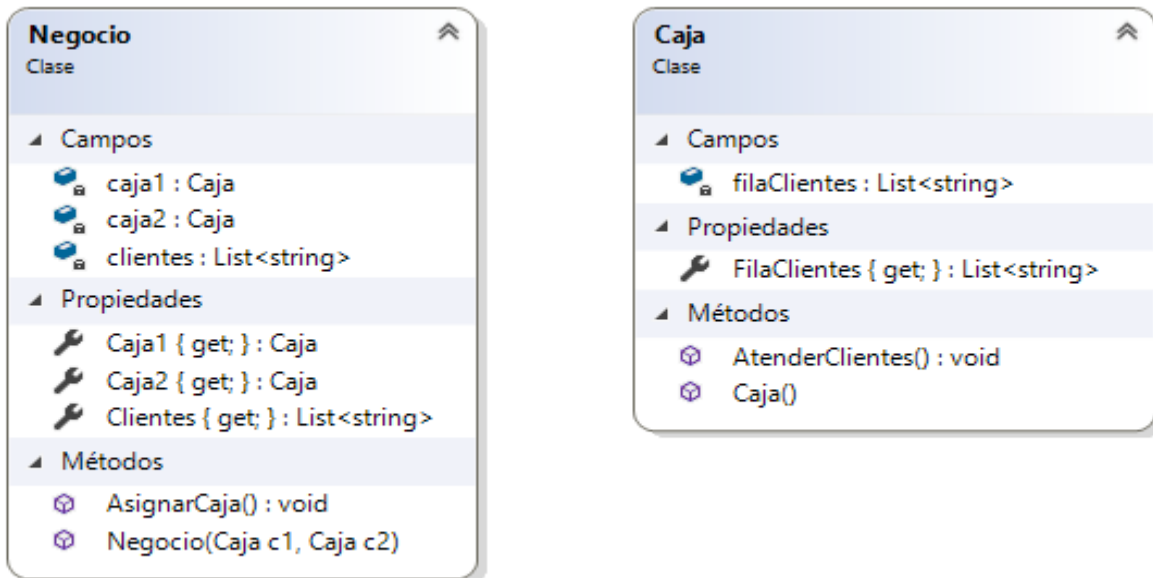 Negocio
Clase
Campos
caja1 : Caja
caja2 : Caja
clientes : List<string>
Propiedades
Caja1 { get; } : Caja
Caja2 { get; } : Caja
Clientes { get; } : List<string>
Métodos
AsignarCaja() : void
Negocio(Caja c1, Caja c2)
Caja
Clase
Campos
filaClientes : List<string>
Propiedades
FilaClientes { get; } : List<string>
Métodos
AtenderClientes() : void
Caja()